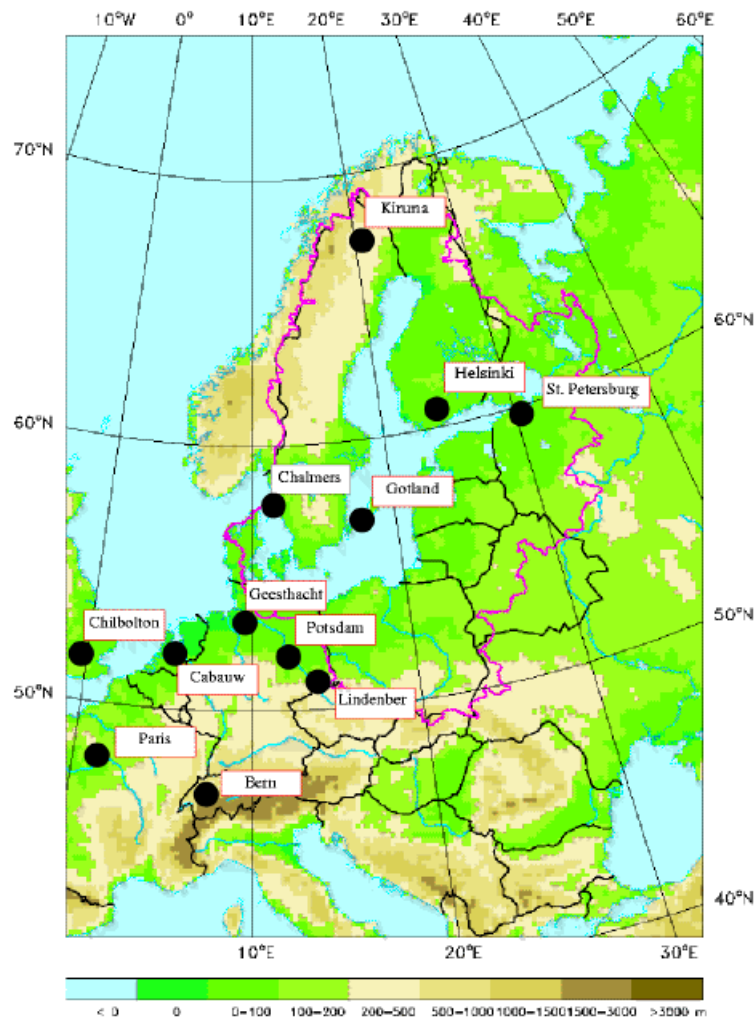 10°W 0° 10°E 20°E 30°E 40°E 50°E 60°E
70°N
Kiruna
60°N
Helsinki
St. Petersburg
60°N
Chalmers
Gotland
Geesthacht
Chilbolton
Potsdam
50°N
Cabauw
50°N
Lindenber
Paris
Bern
40°N
10°E 20°E 30°E
< 0 0 0-100 100-200 200-500 500-1000 1000-1500 1500-3000 >3000 m